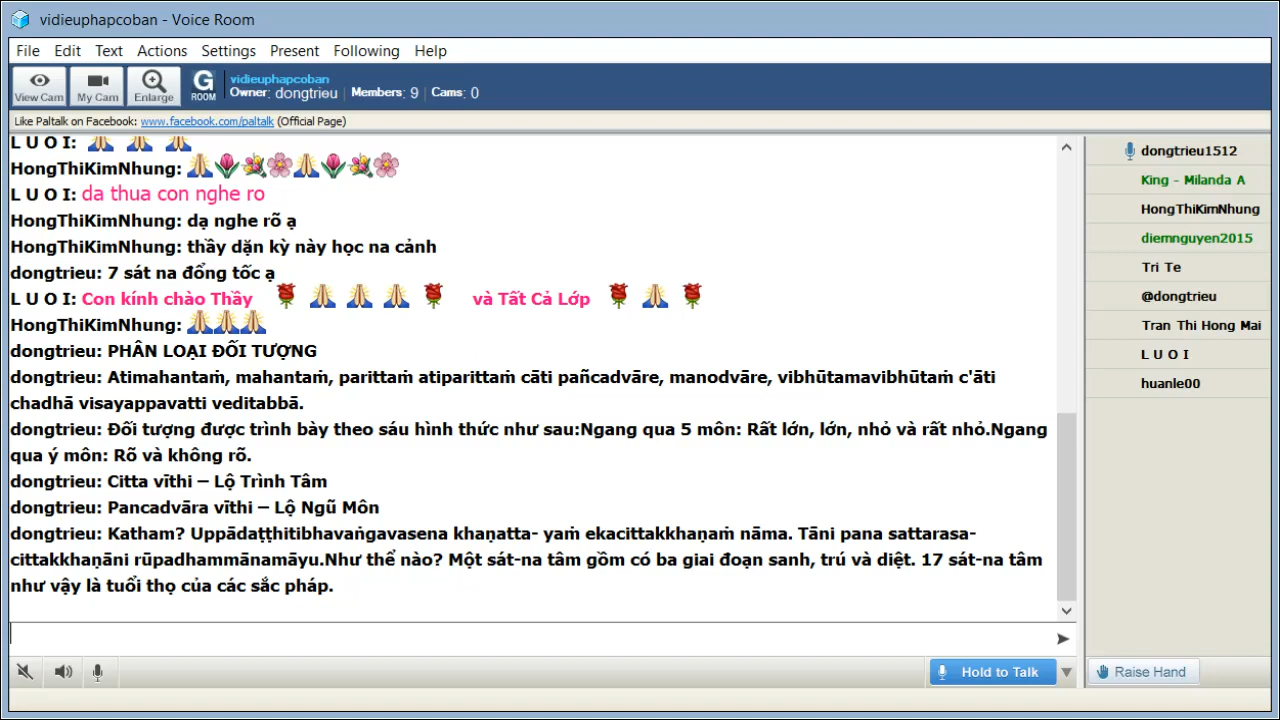 vidieuphapcoban - Voice Room
File Edit Text Actions Settings Present Following Help
View Cam My Cam Enlarge G ROOM
vidieuphapcoban
Owner: dongtrieu | Members: 9 | Cams: 0
Like Paltalk on Facebook: www.facebook.com/paltalk (Official Page)
L U O I:
HongThiKimNhung:
L U O I: da thua con nghe ro
HongThiKimNhung: dạ nghe rõ ạ
HongThiKimNhung: thầy dặn kỳ này học na cảnh
dongtrieu: 7 sát na đổng tốc ạ
L U O I: Con kính chào Thầy và Tất Cả Lớp
HongThiKimNhung:
dongtrieu: PHÂN LOẠI ĐỐI TƯỢNG
dongtrieu: Atimahantaṁ, mahantaṁ, parittaṁ atiparittaṁ cāti pañcadvāre, manodvāre, vibhūtamavibhūtaṁ c'āti
chadhā visayappavatti veditabbā.
dongtrieu: Đối tượng được trình bày theo sáu hình thức như sau:Ngang qua 5 môn: Rất lớn, lớn, nhỏ và rất nhỏ.Ngang
qua ý môn: Rõ và không rõ.
dongtrieu: Citta vīthi – Lộ Trình Tâm
dongtrieu: Pancadvāra vīthi – Lộ Ngũ Môn
dongtrieu: Katham? Uppādaṭṭhitibhavaṅgavasena khaṇatta- yaṁ ekacittakkhaṇaṁ nāma. Tāni pana sattarasa-
cittakkhaṇāni rūpadhammānamāyu.Như thể nào? Một sát-na tâm gồm có ba giai đoạn sanh, trú và diệt. 17 sát-na tâm
như vậy là tuổi thọ của các sắc pháp.
Hold to Talk
dongtrieu1512
King - Milanda A
HongThiKimNhung
diemnguyen2015
Tri Te
@dongtrieu
Tran Thi Hong Mai
L U O I
huanle00
Raise Hand